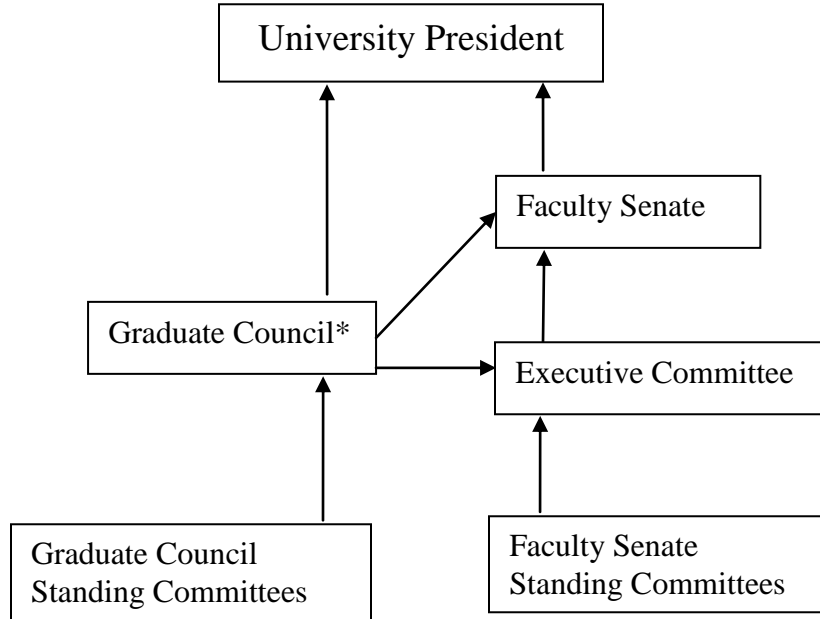 University President
Faculty Senate
Graduate Council*
Executive Committee
Graduate Council
Standing Committees
Faculty Senate
Standing Committees